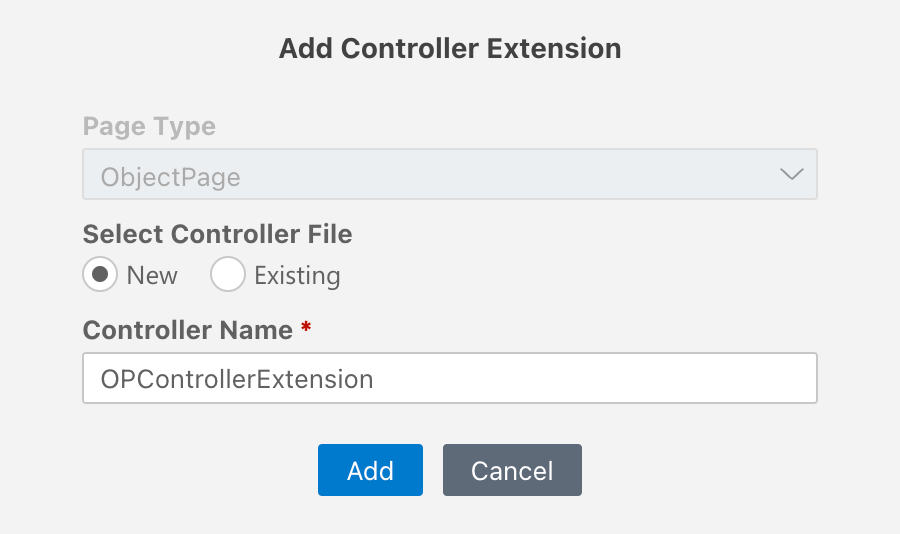 Add Controller Extension
Page Type
ObjectPage
Select Controller File
New Existing
Controller Name *
OPControllerExtension
Add Cancel